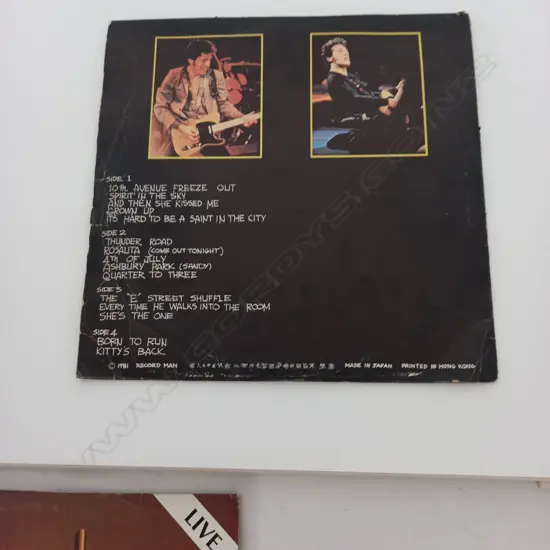 SIDE 1
10TH AVENUE FREEZE OUT
SPIRIT IN THE SKY
AND THEN SHE KISSED ME
GROWN UP
ITS HARD TO BE A SAINT IN THE CITY
SIDE 2
THUNDER ROAD
ROSALITA (COME OUT TONIGHT)
4TH OF JULY
ASHBURY PARK (SANDY)
QUARTER TO THREE
SIDE 3
THE "E" STREET SHUFFLE
EVERY TIME HE WALKS INTO THE ROOM
SHE'S THE ONE
SIDE 4
BORN TO RUN
KITTY'S BACK
© 1981 RECORD MAN MADE IN JAPAN PRINTED IN HONG KONG
LIVE